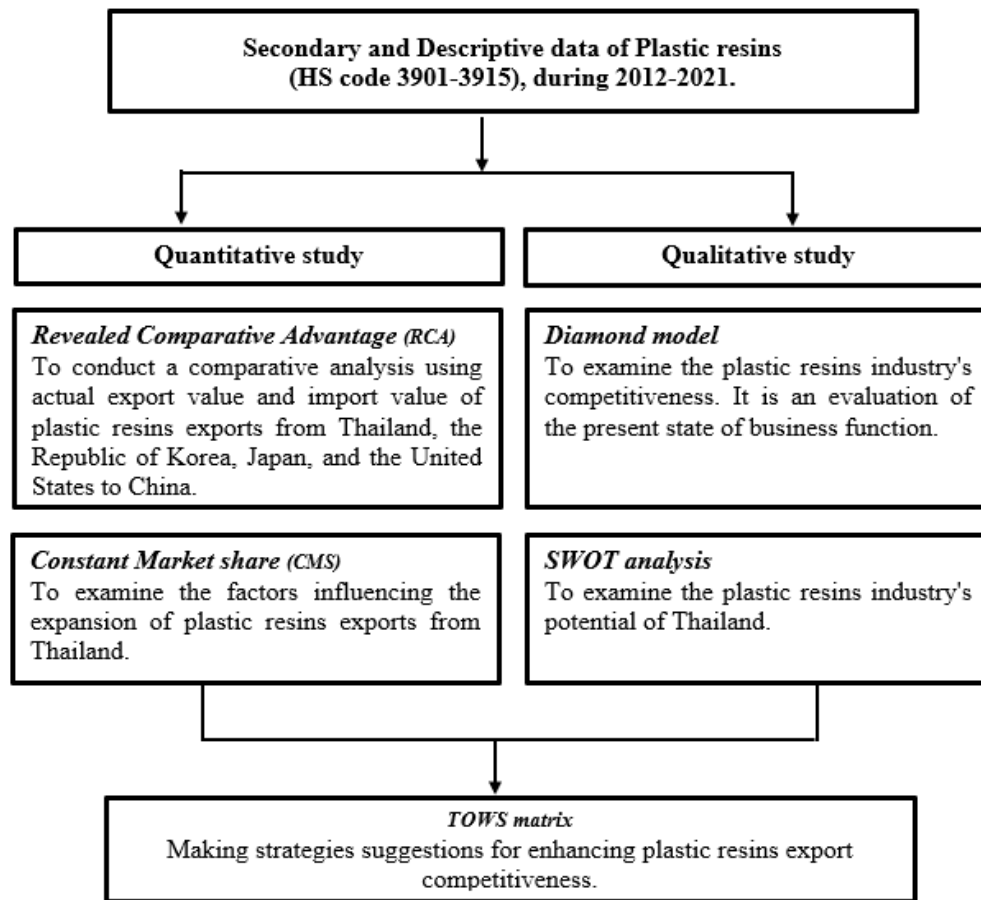 Secondary and Descriptive data of Plastic resins
(HS code 3901-3915), during 2012-2021.
Quantitative study
Revealed Comparative Advantage (RCA)
To conduct a comparative analysis using
actual export value and import value of
plastic resins exports from Thailand, the
Republic of Korea, Japan, and the United
States to China.
Constant Market share (CMS)
To examine the factors influencing the
expansion of plastic resins exports from
Thailand.
Qualitative study
Diamond model
To examine the plastic resins industry's
competitiveness. It is an evaluation of
the present state of business function.
SWOT analysis
To examine the plastic resins industry's
potential of Thailand.
TOWS matrix
Making strategies suggestions for enhancing plastic resins export
competitiveness.